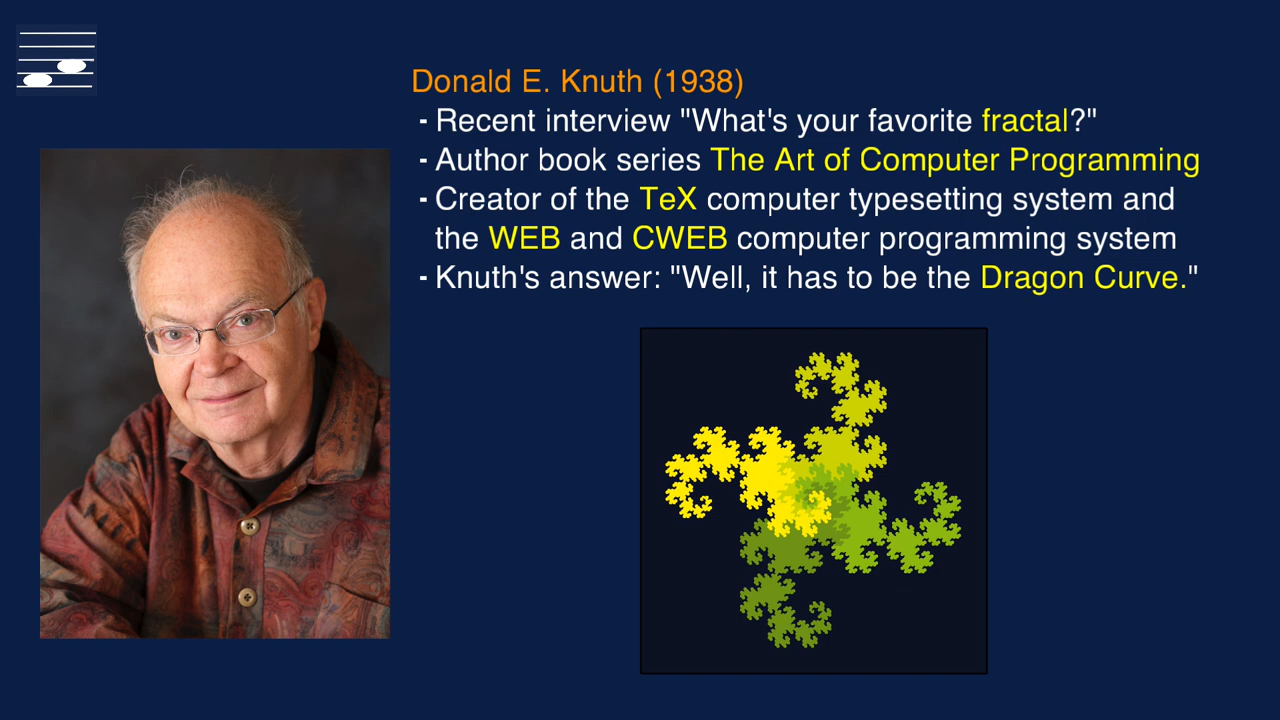 Donald E. Knuth (1938)
- Recent interview "What's your favorite fractal?"
- Author book series The Art of Computer Programming
- Creator of the TeX computer typesetting system and
the WEB and CWEB computer programming system
- Knuth's answer: "Well, it has to be the Dragon Curve."